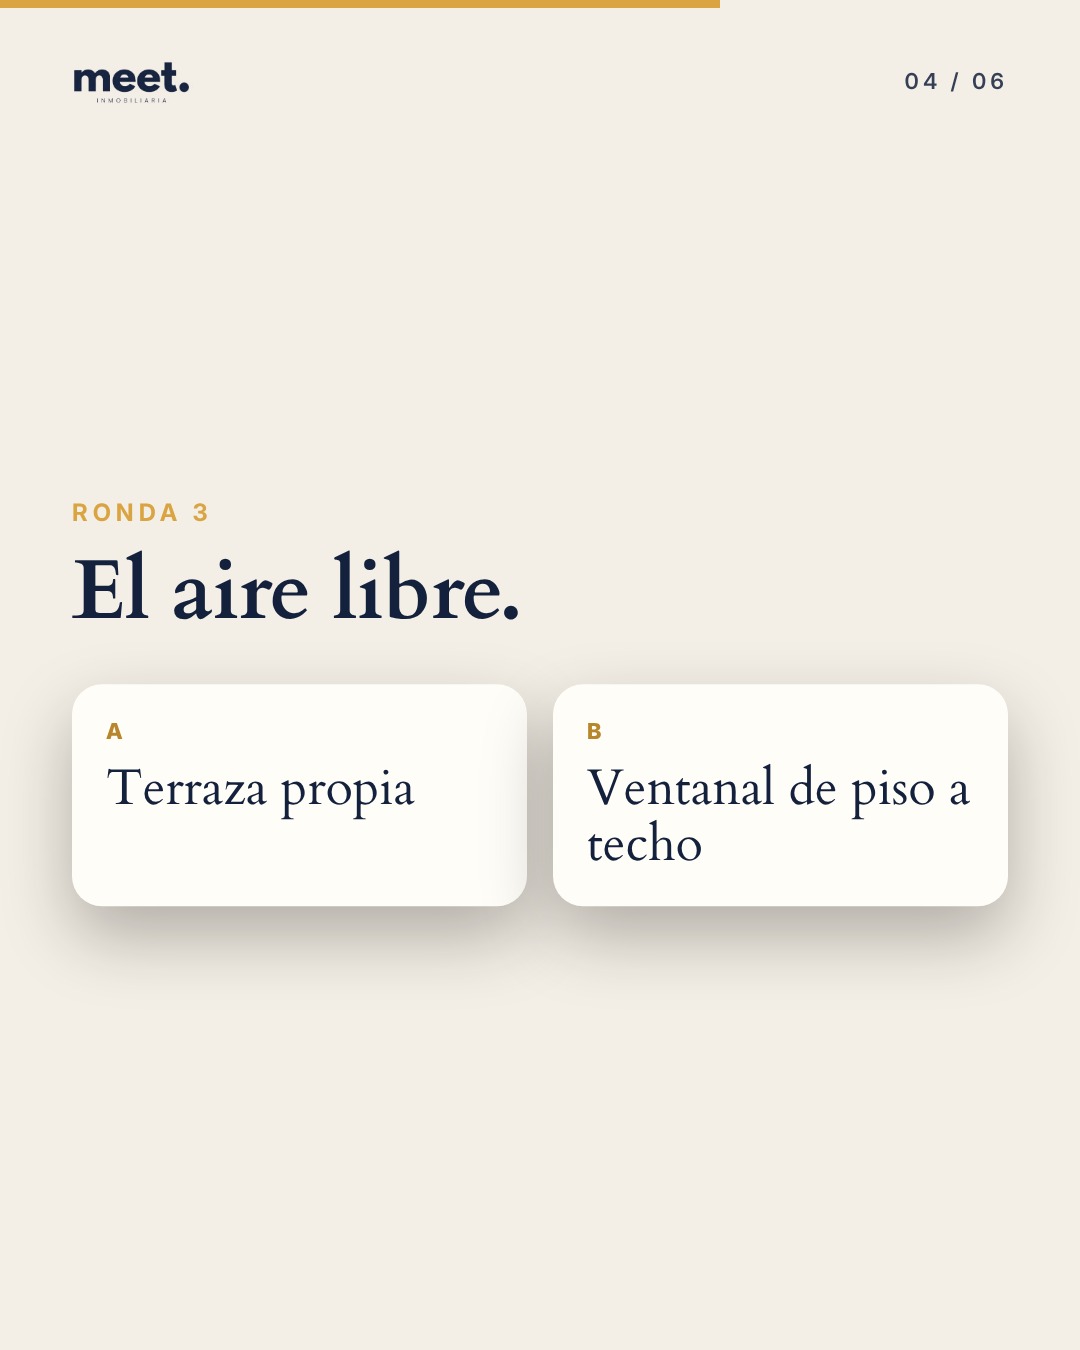 meet.
INMOBILIARIA
04 / 06
RONDA 3
El aire libre.
A
Terraza propia
B
Ventanal de piso a
techo